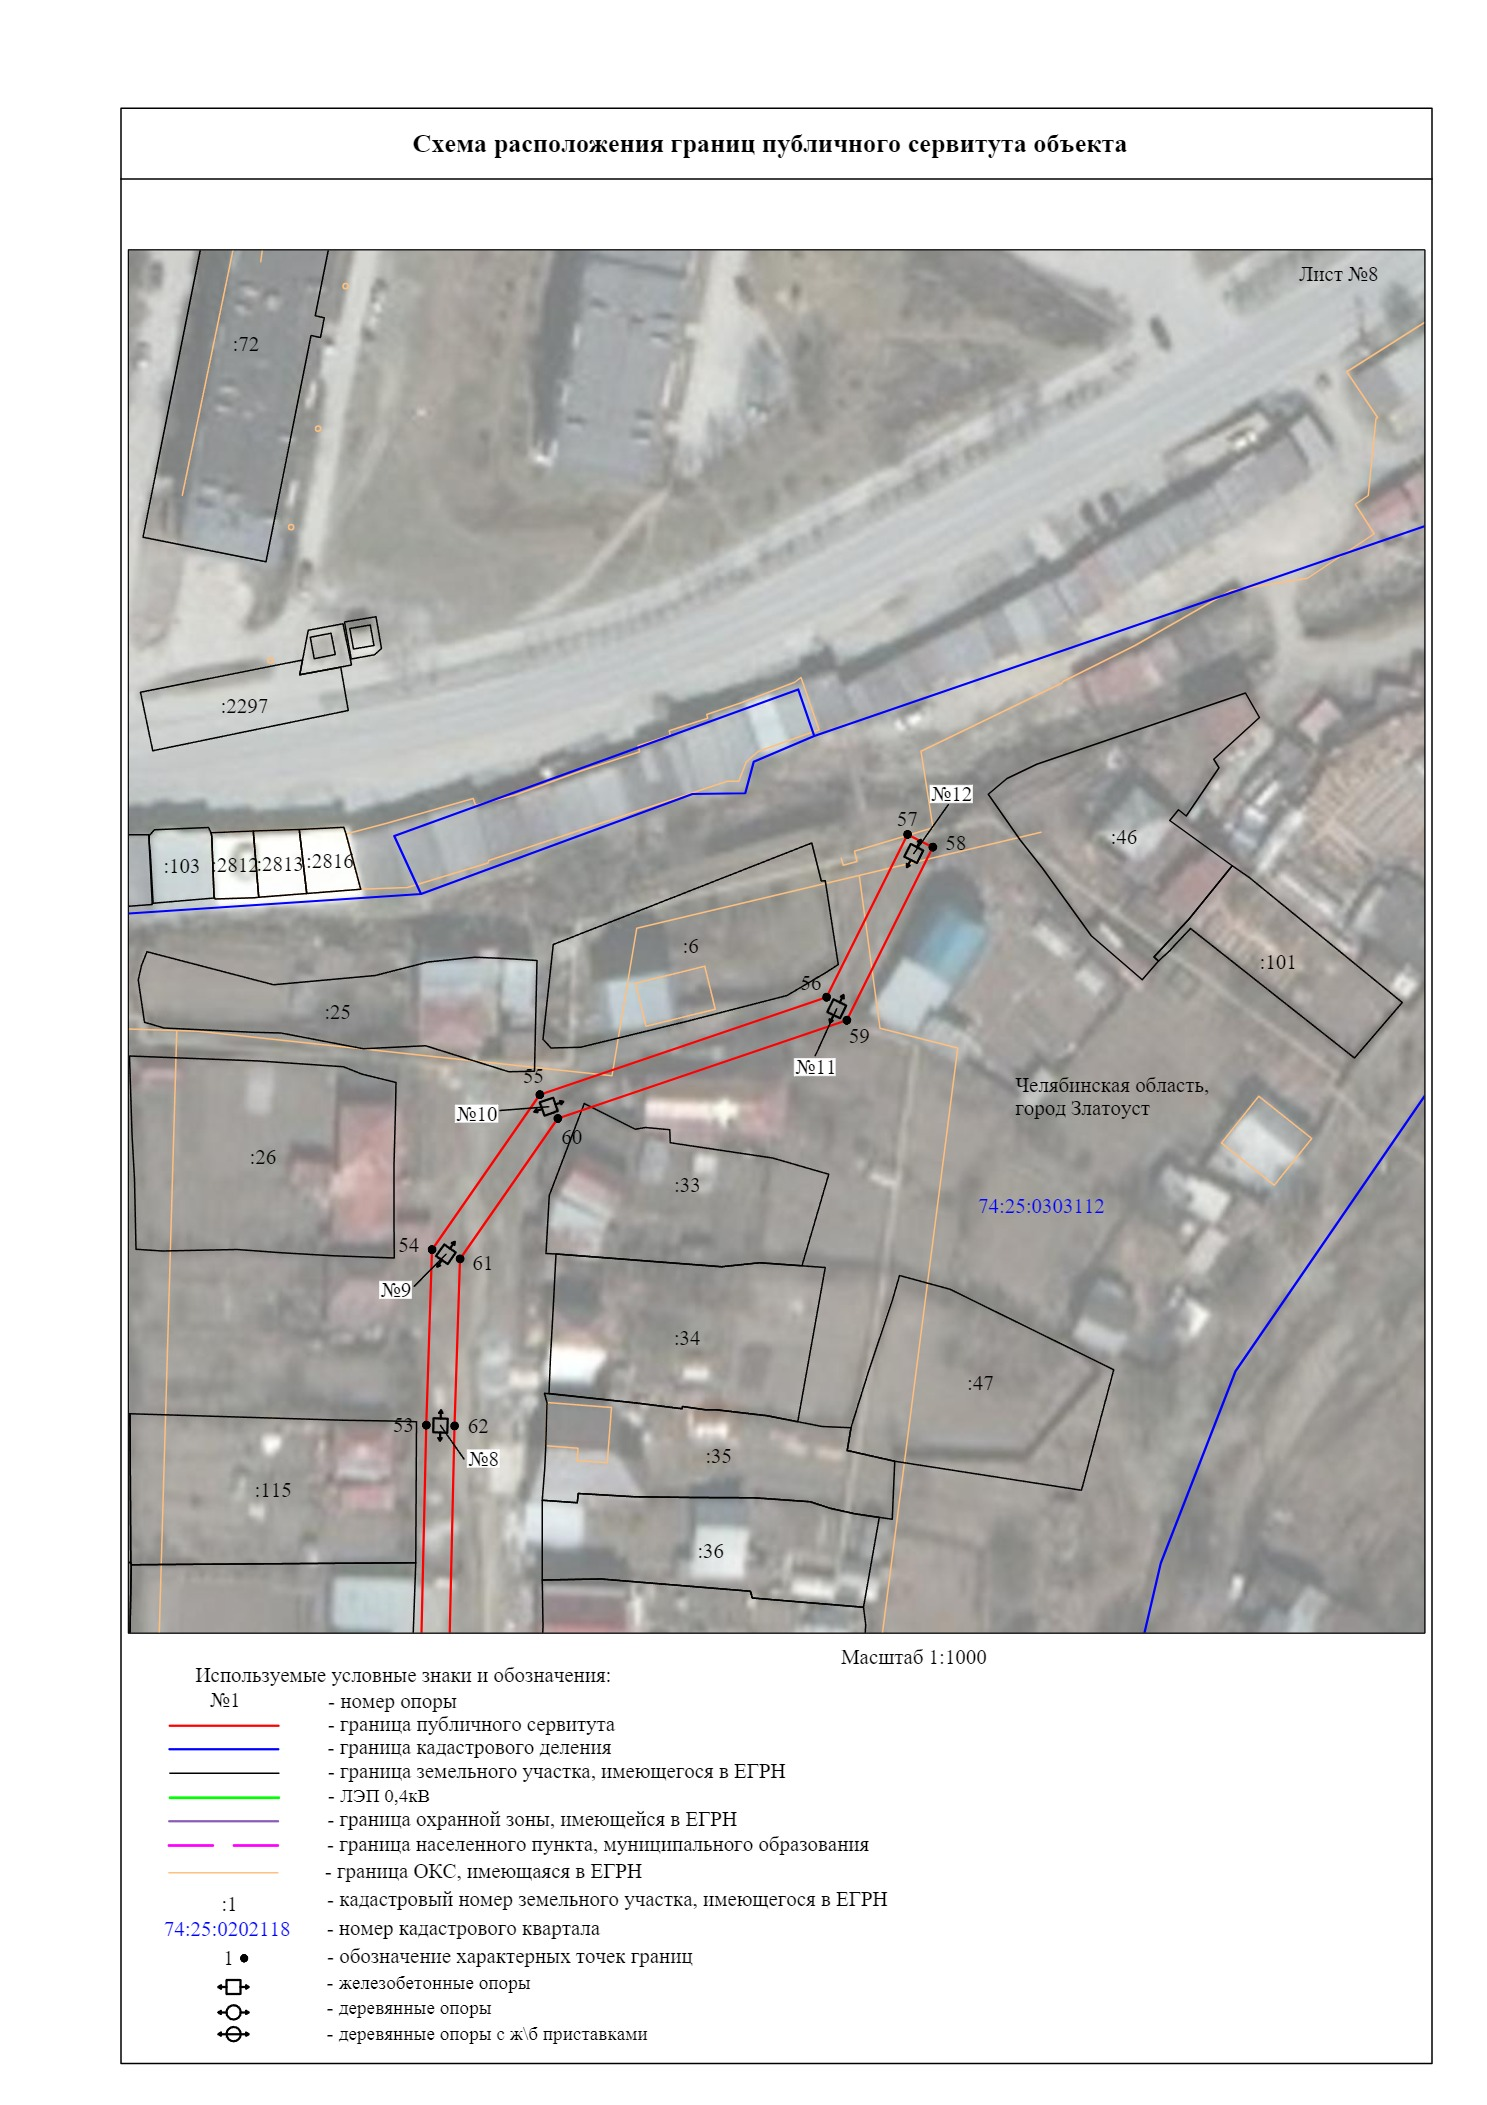 Схема расположения границ публичного сервитута объекта
Лист №8
:72
:2297
№12
57
58
:46
:103
:2812
:2813
:2816
:6
:101
56
:25
59
№11
55
№10
Челябинская область,
город Златоуст
60
:26
:33
74:25:0303112
54
61
№9
:34
:47
53
62
№8
:35
:115
:36
Масштаб 1:1000
Используемые условные знаки и обозначения:
№1 - номер опоры
- граница публичного сервитута
- граница кадастрового деления
- граница земельного участка, имеющегося в ЕГРН
- ЛЭП 0,4кВ
- граница охранной зоны, имеющейся в ЕГРН
- граница населенного пункта, муниципального образования
- граница ОКС, имеющаяся в ЕГРН
:1 - кадастровый номер земельного участка, имеющегося в ЕГРН
74:25:0202118 - номер кадастрового квартала
1 - обозначение характерных точек границ
- железобетонные опоры
- деревянные опоры
- деревянные опоры с ж\б приставками